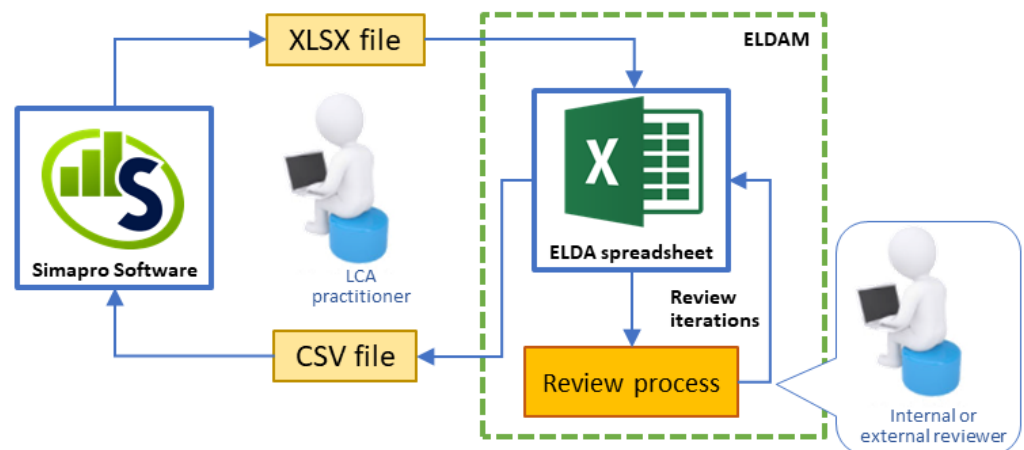 XLSX file
ELDAM
X
S
Simapro Software
LCA
practitioner
ELDA spreadsheet
Review
iterations
CSV file
Review process
Internal or
external reviewer